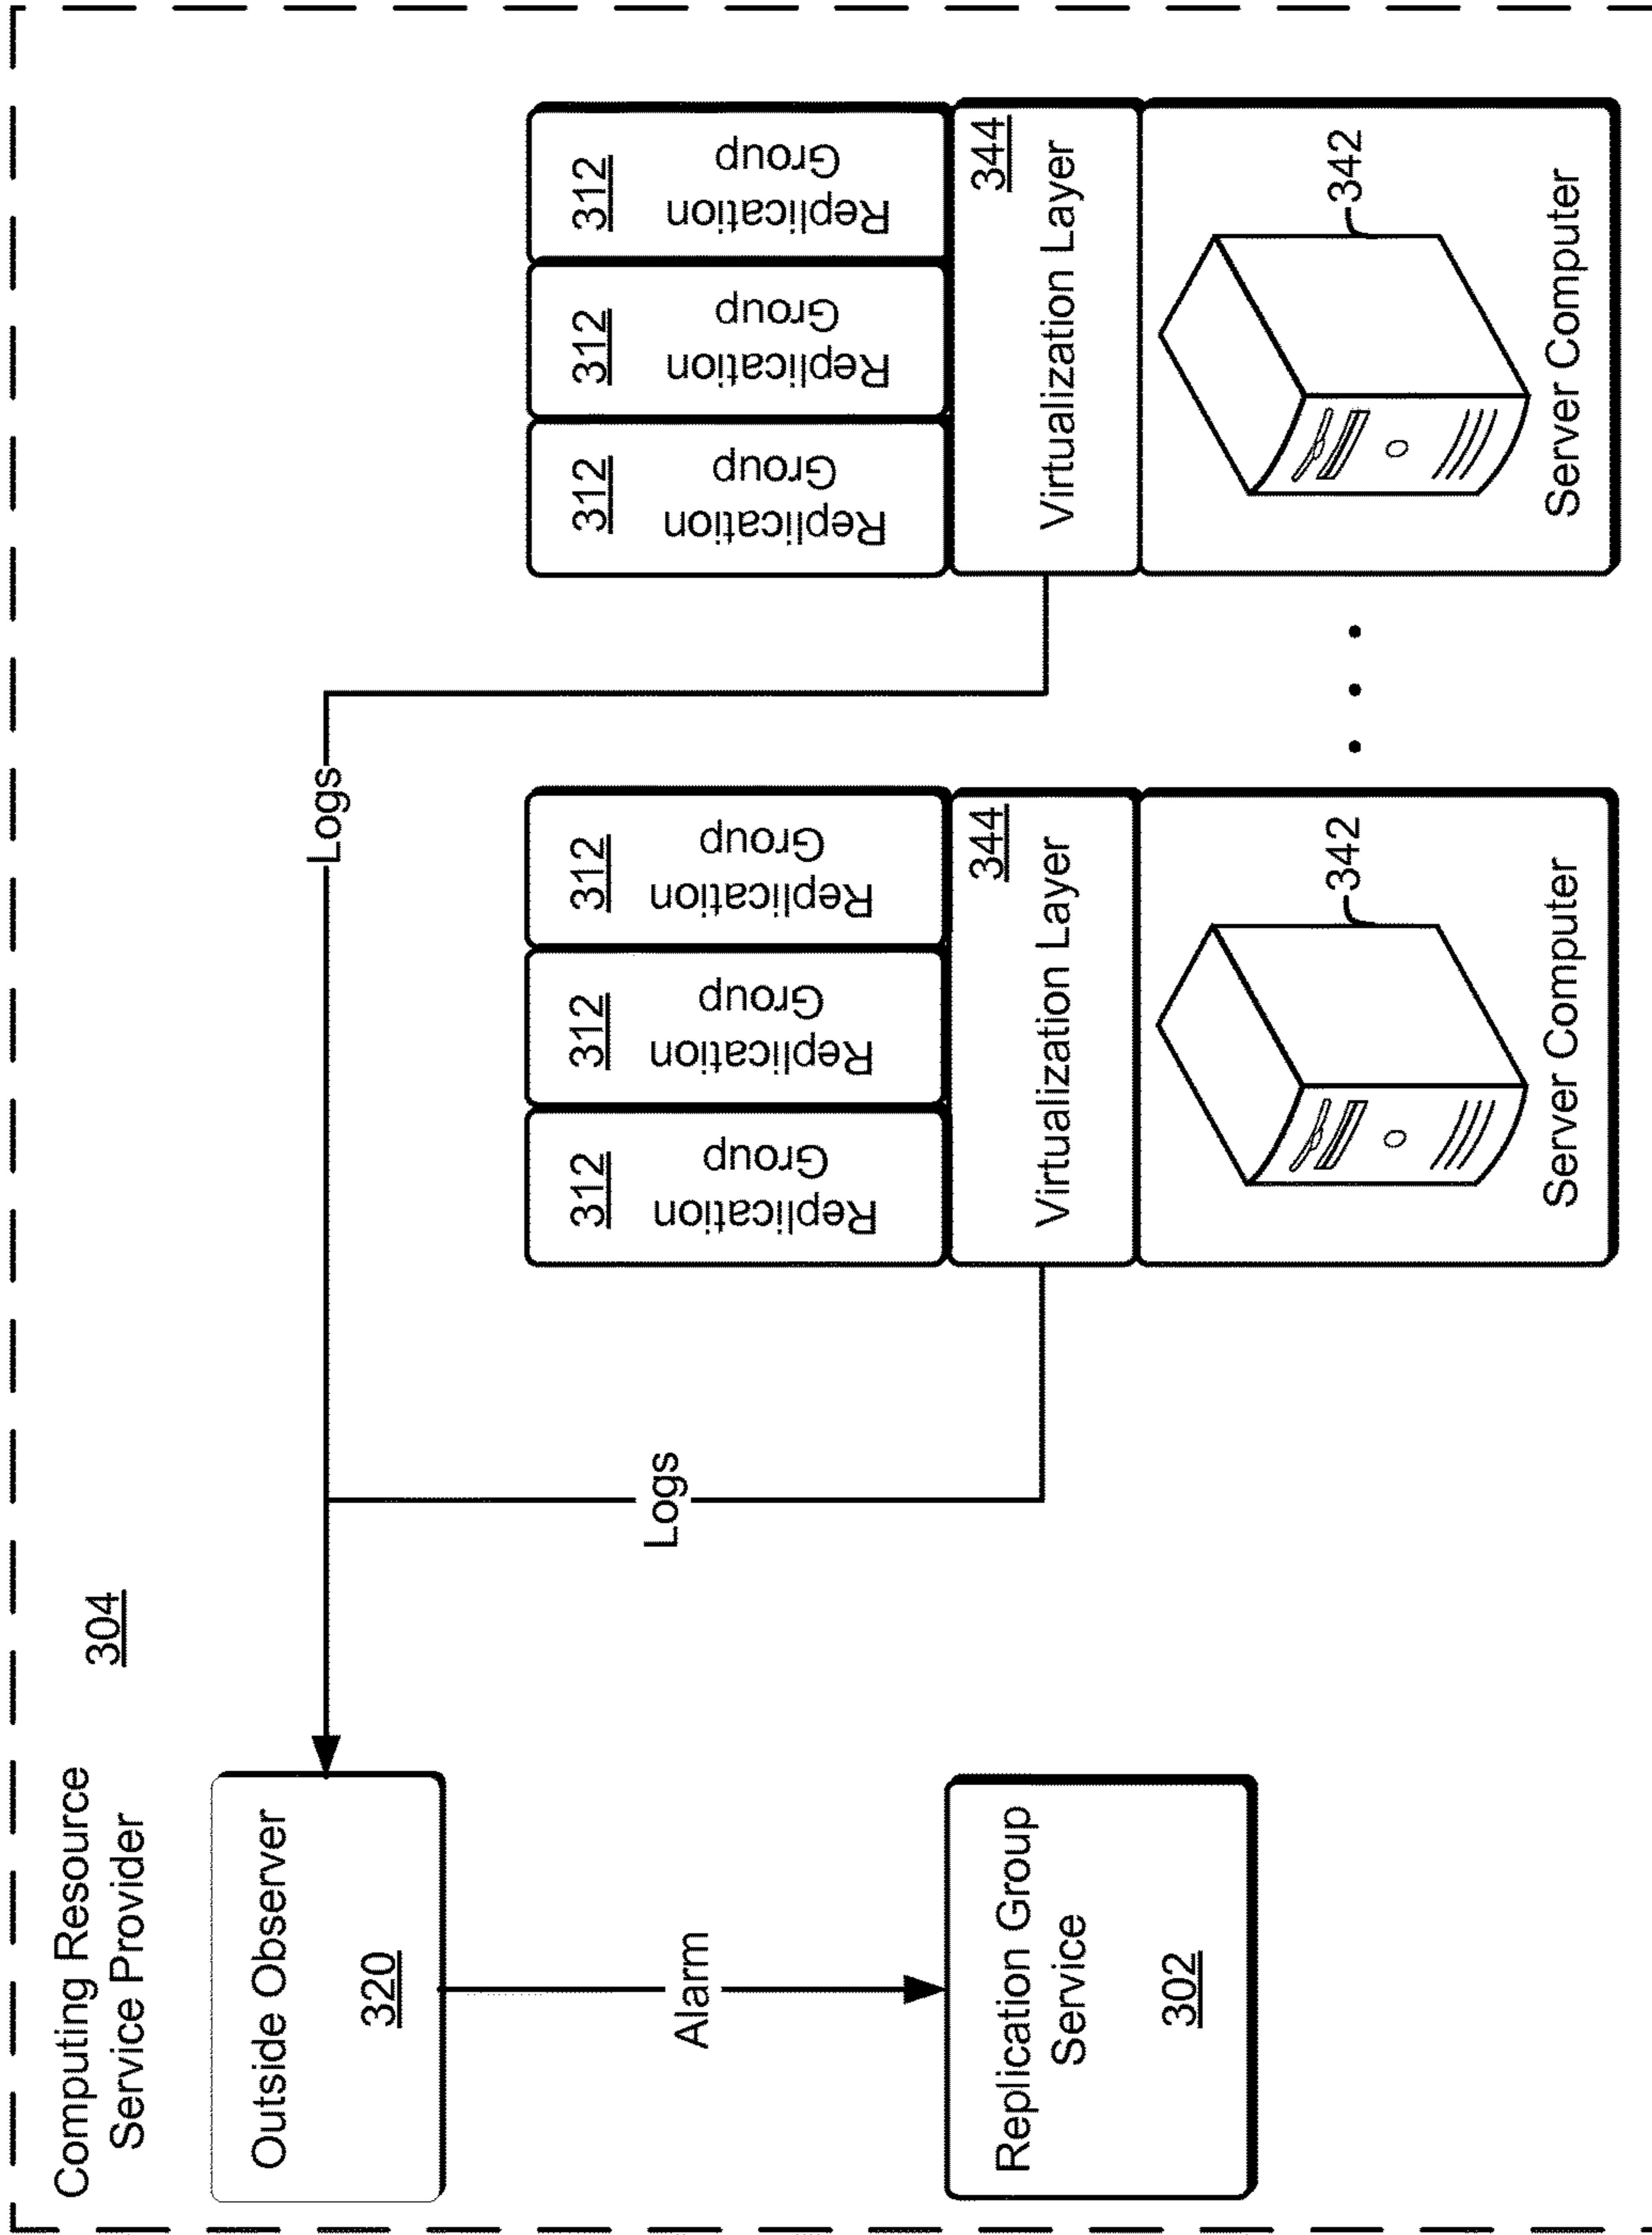 Computing Resource
Service Provider
304
Outside Observer
320
Logs
Logs
Alarm
Replication Group
Service
302
312
Replication
Group
312
Replication
Group
312
Replication
Group
344
Virtualization Layer
342
Server Computer
312
Replication
Group
312
Replication
Group
312
Replication
Group
344
Virtualization Layer
342
Server Computer